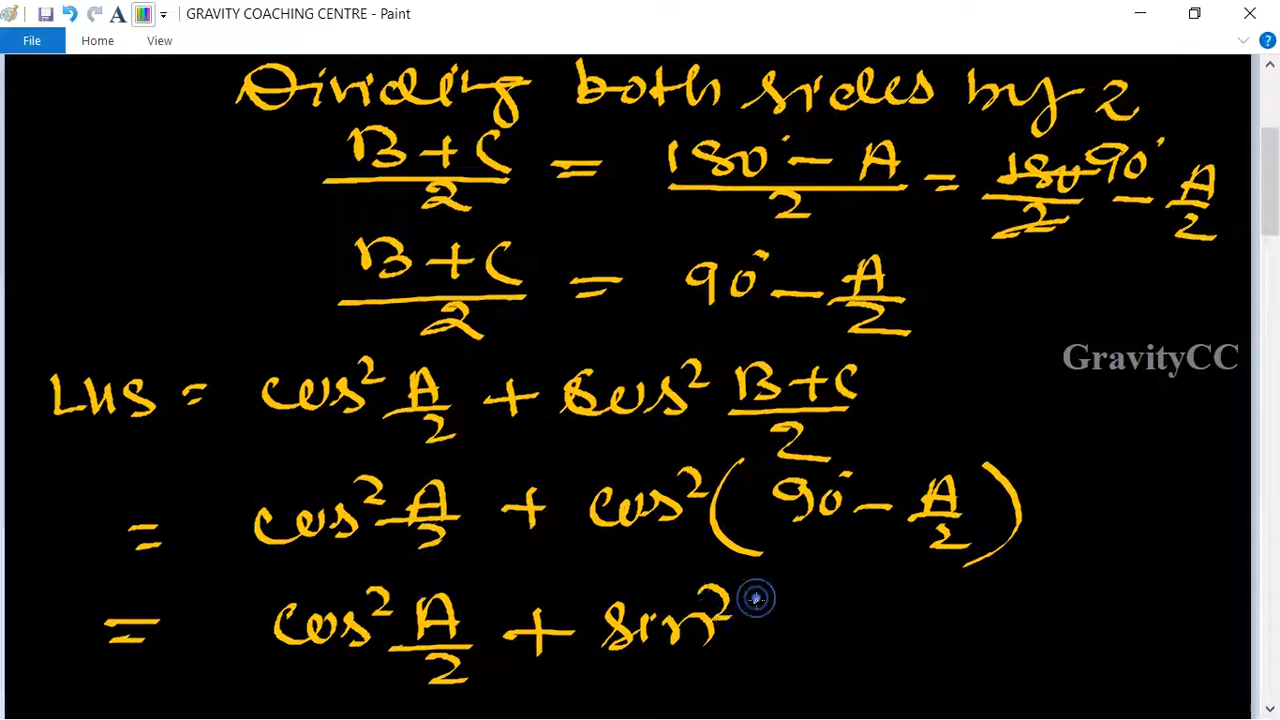 GRAVITY COACHING CENTRE - Paint
File Home View
Dividing both sides by 2
(B+C)/2 = (180° - A)/2 = 180/2 90° - A/2
(B+C)/2 = 90° - A/2
GravityCC
LHS = cos² A/2 + cos² (B+C)/2
= cos² A/2 + cos² (90° - A/2)
= cos² A/2 + sin²